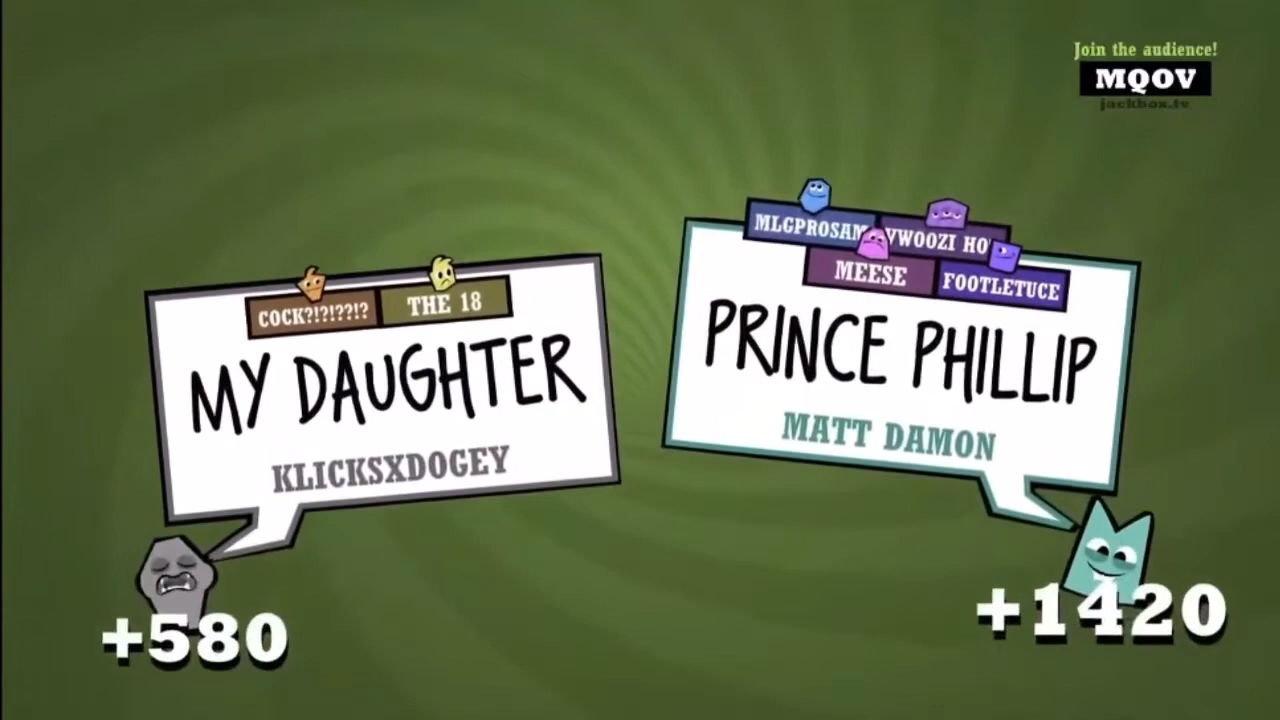 Join the audience!
MQOV
jackbox.tv
MLGPROSAM
MEESE
FOOTLETUCE
PRINCE PHILLIP
MATT DAMON
+1420
COCK?!?!??!?
THE 18
MY DAUGHTER
KLICKSXDOGEY
+580